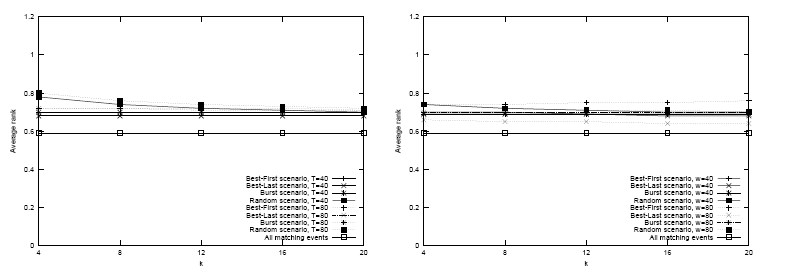 1.2
1
0.8
0.6
0.4
0.2
0
Average rank
4
8
12
16
20
k
Best-First scenario, T=40
Best-Last scenario, T=40
Burst scenario, T=40
Random scenario, T=40
Best-First scenario, T=80
Best-Last scenario, T=80
Burst scenario, T=80
Random scenario, T=80
All matching events
1.2
1
0.8
0.6
0.4
0.2
0
Average rank
4
8
12
16
20
k
Best-First scenario, w=40
Best-Last scenario, w=40
Burst scenario, w=40
Random scenario, w=40
Best-First scenario, w=80
Best-Last scenario, w=80
Burst scenario, w=80
Random scenario, w=80
All matching events